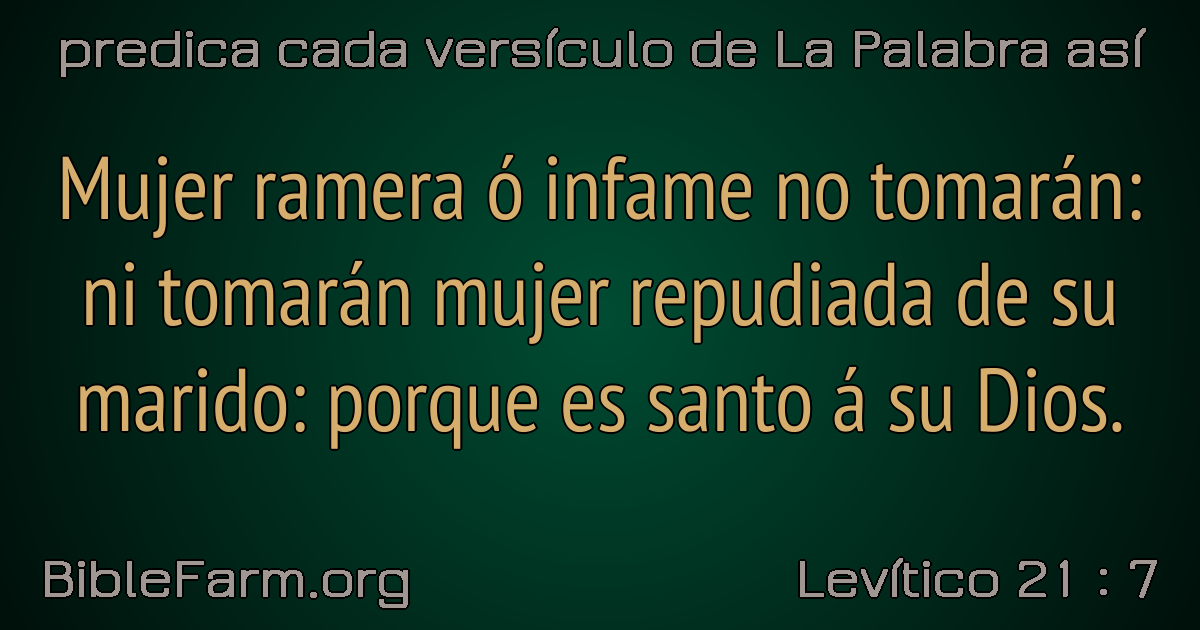 predica cada versículo de La Palabra así
Mujer ramera ó infame no tomarán:
ni tomarán mujer repudiada de su
marido: porque es santo á su Dios.
BibleFarm.org
Levítico 21 : 7